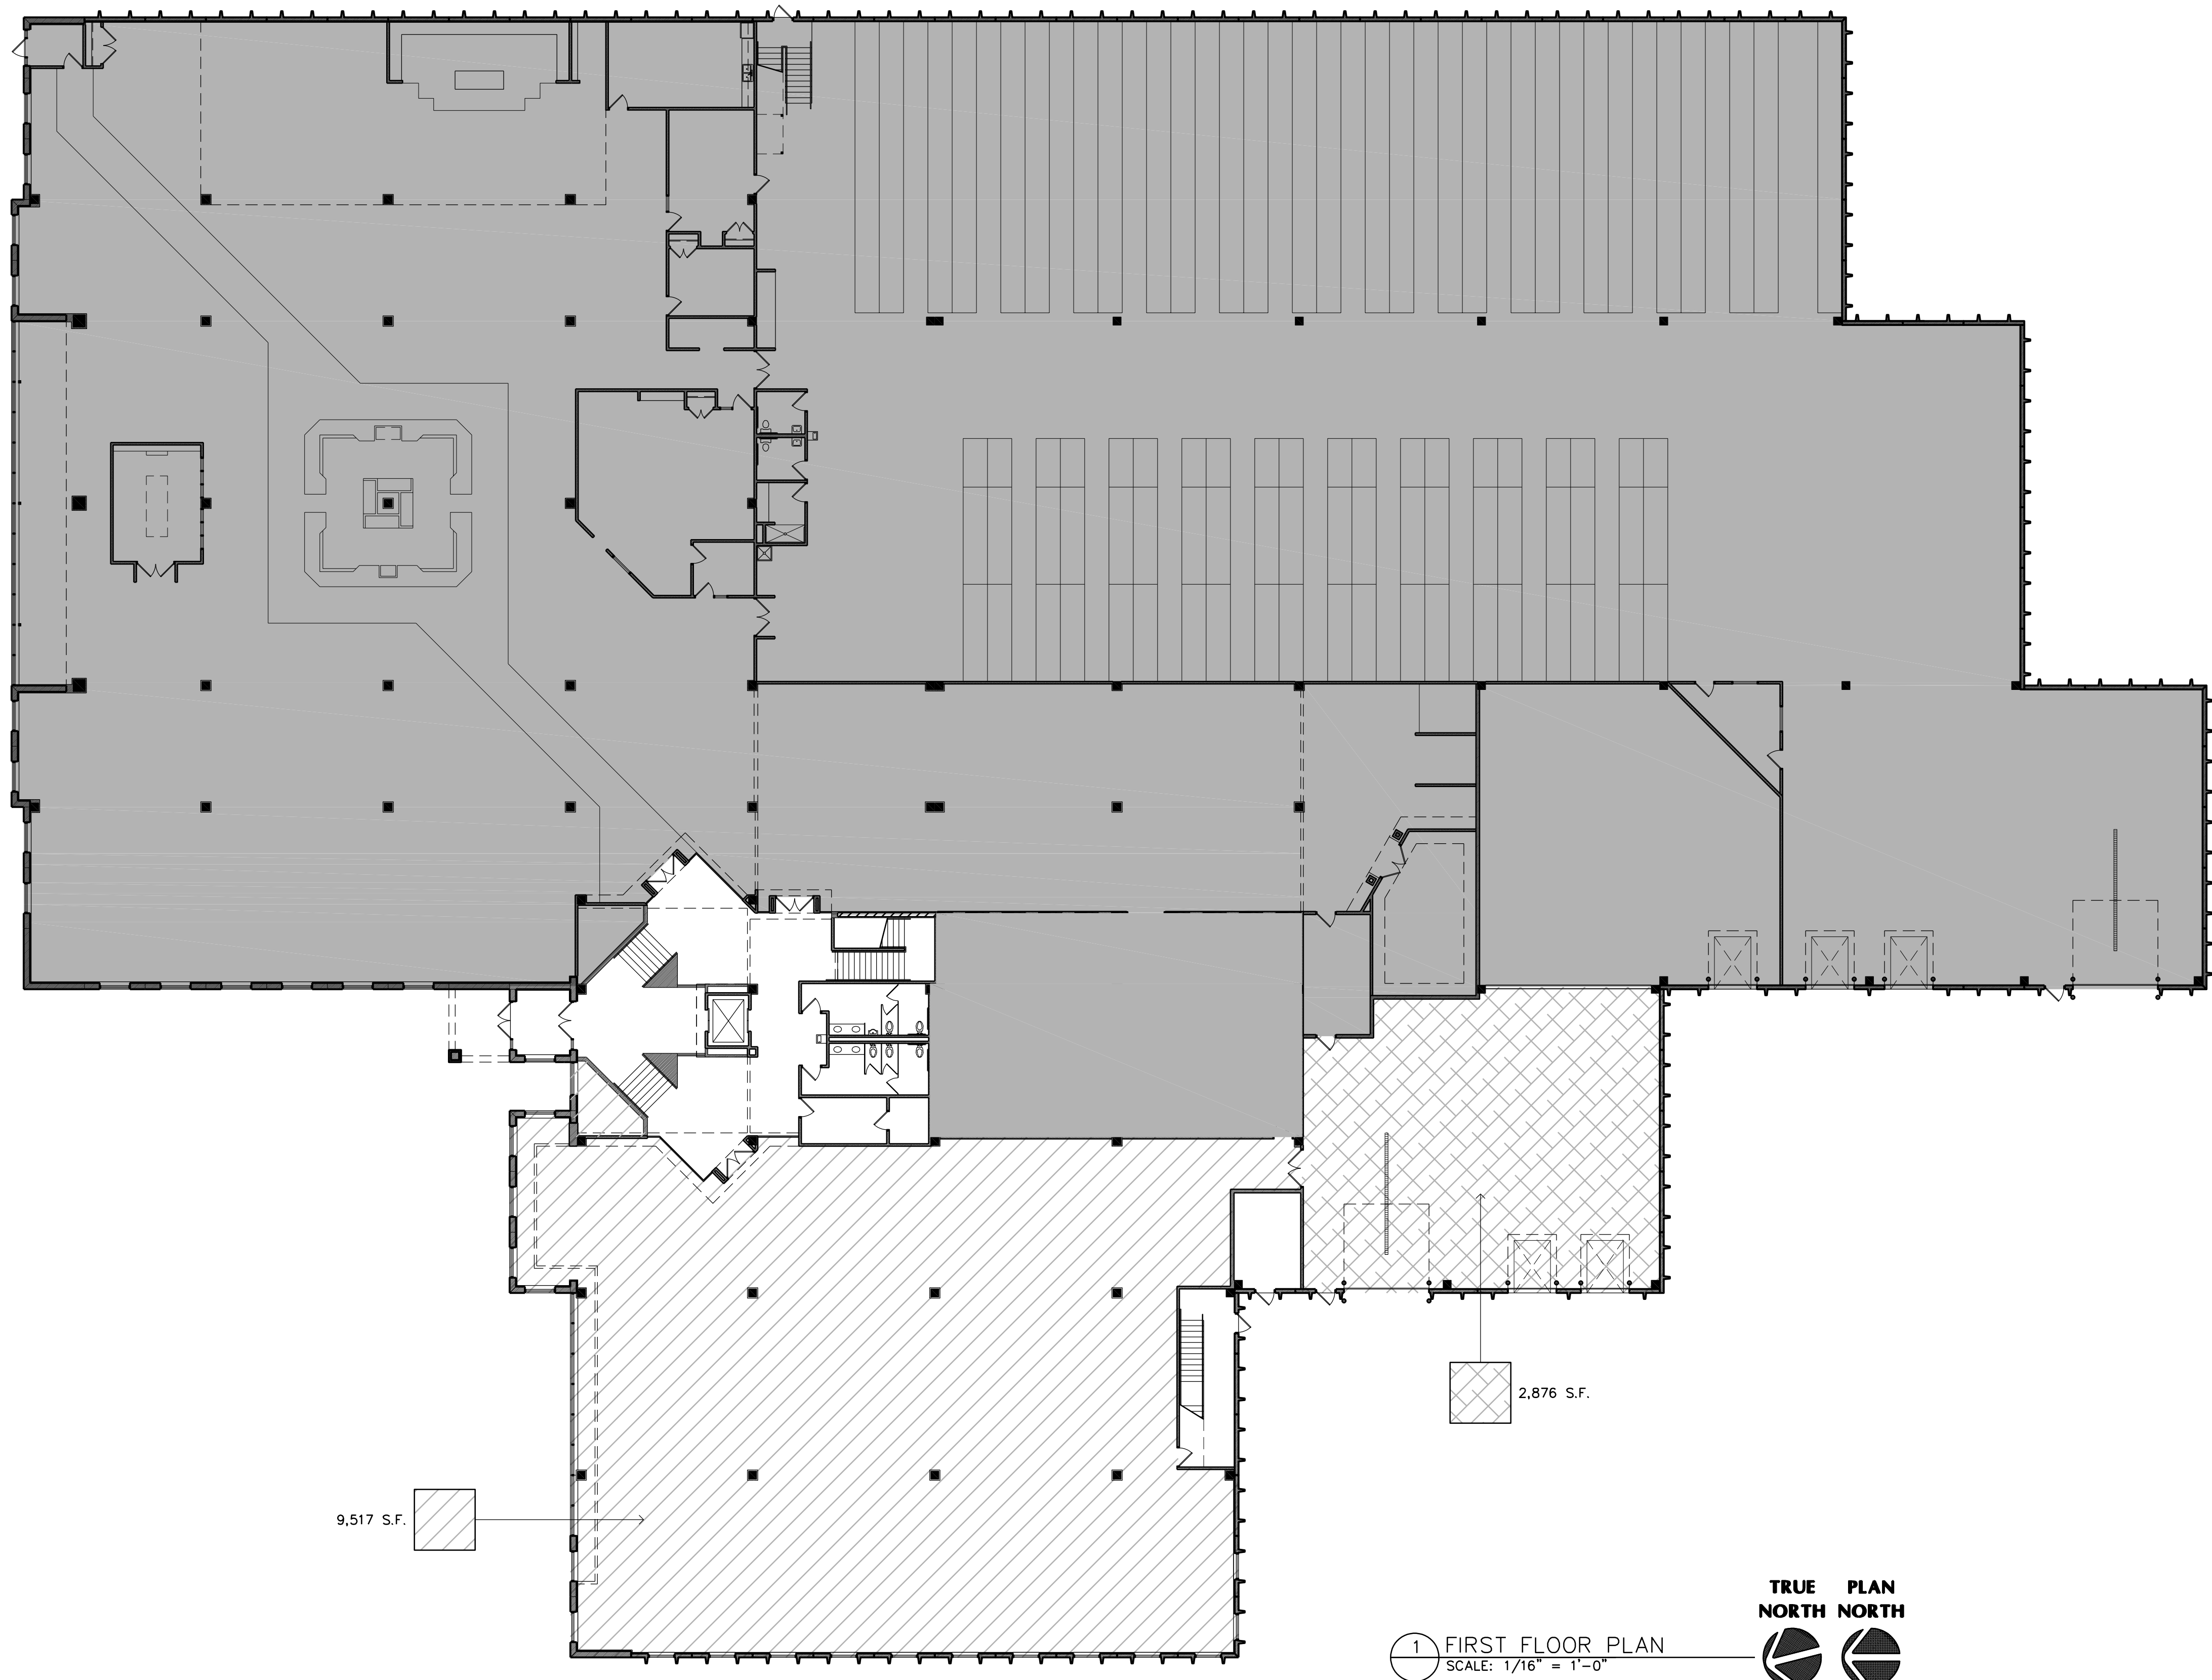 2,876 S.F.
9,517 S.F.
TRUE NORTH
PLAN NORTH
1
FIRST FLOOR PLAN
SCALE: 1/16" = 1'-0"